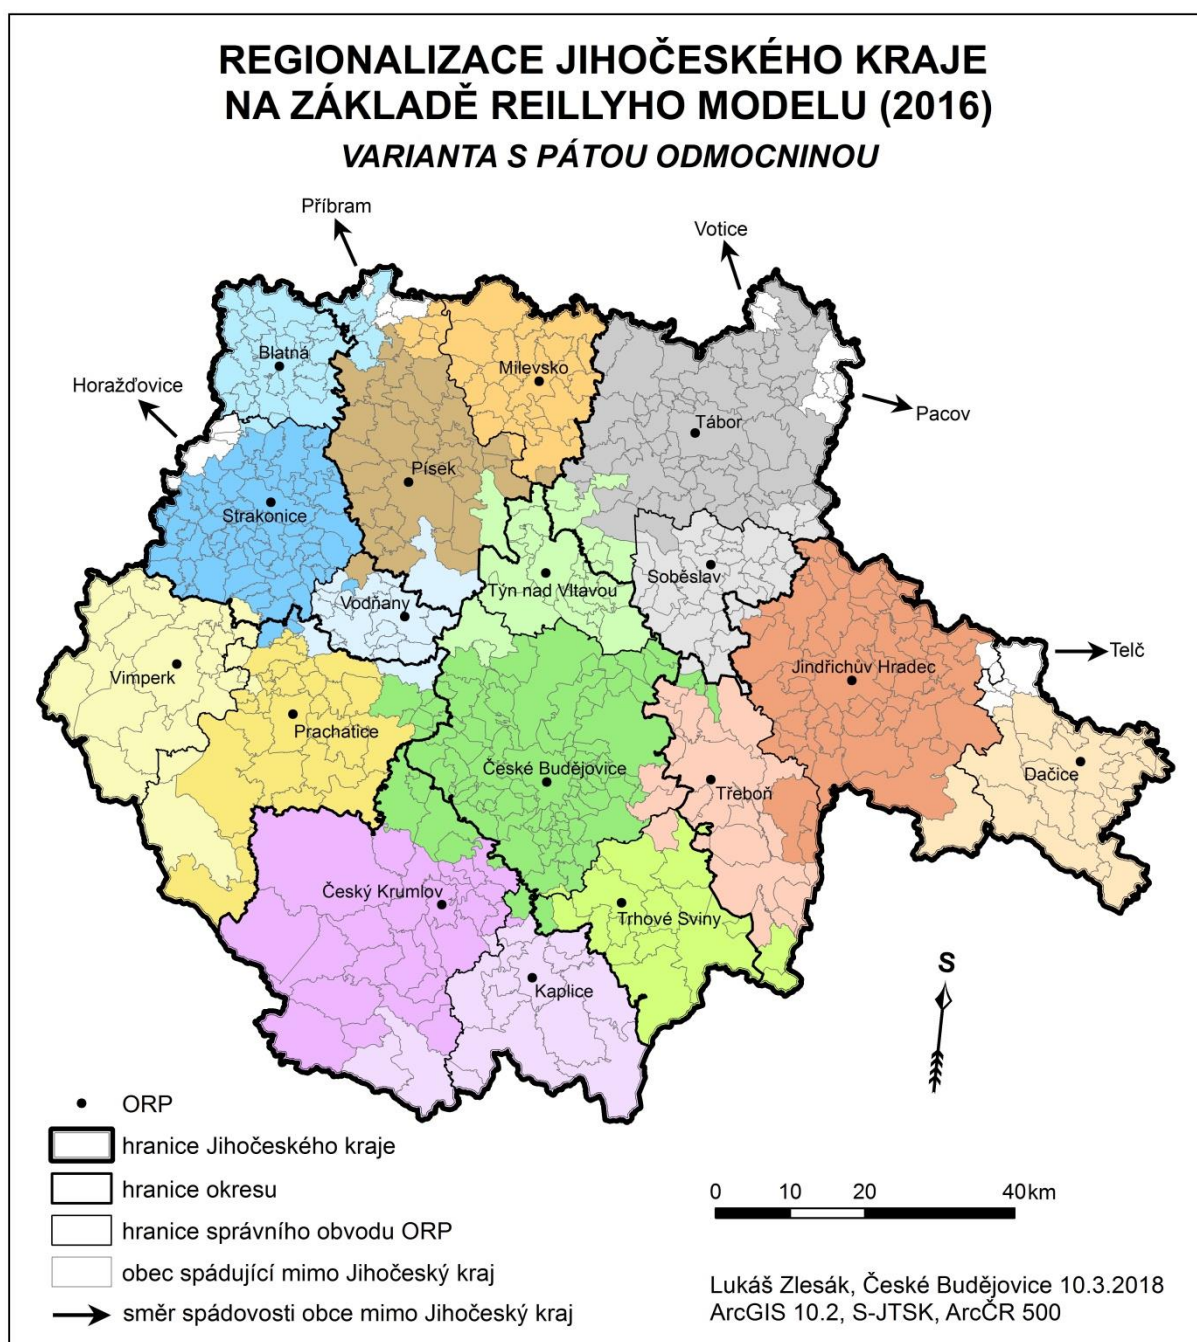 REGIONALIZACE JIHOČESKÉHO KRAJE
NA ZÁKLADĚ REILLYHO MODELU (2016)
VARIANTA S PÁTOU ODMOCNINOU
Příbram
Votice
Blatná
Milevsko
Horažďovice
Pacov
Tábor
Písek
Strakonice
Soběslav
Týn nad Vltavou
Vodňany
Telč
Vimperk
Jindřichův Hradec
Prachatice
České Budějovice
Třeboň
Dačice
Český Krumlov
Trhové Sviny
Kaplice
S
ORP
hranice Jihočeského kraje
hranice okresu
hranice správního obvodu ORP
obec spádující mimo Jihočeský kraj
směr spádovosti obce mimo Jihočeský kraj
0 10 20 40 km
Lukáš Zlesák, České Budějovice 10.3.2018
ArcGIS 10.2, S-JTSK, ArcČR 500